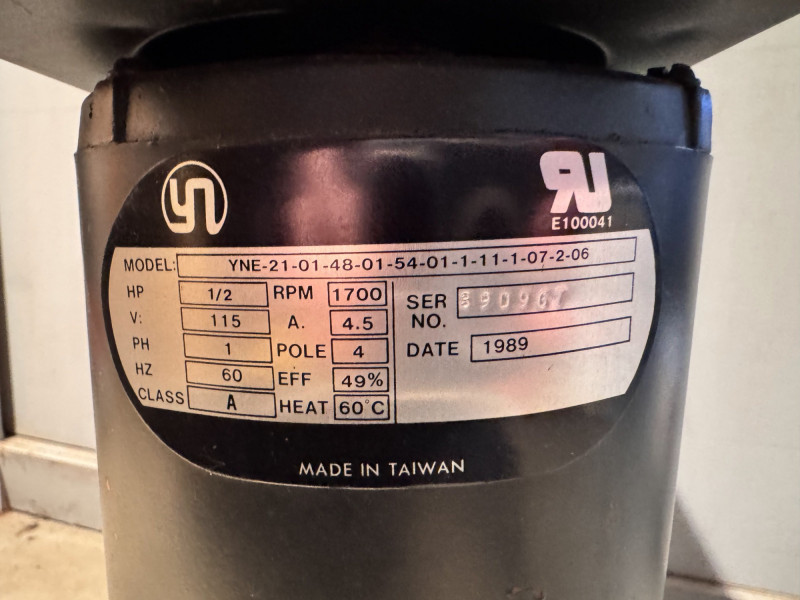 E100041
MODEL: YNE-21-01-48-01-54-01-1-11-1-07-2-06
HP 1/2 RPM 1700
V: 115 A. 4.5
PH 1 POLE 4
HZ 60 EFF 49%
CLASS A HEAT 60°C
SER NO.
DATE 1989
MADE IN TAIWAN